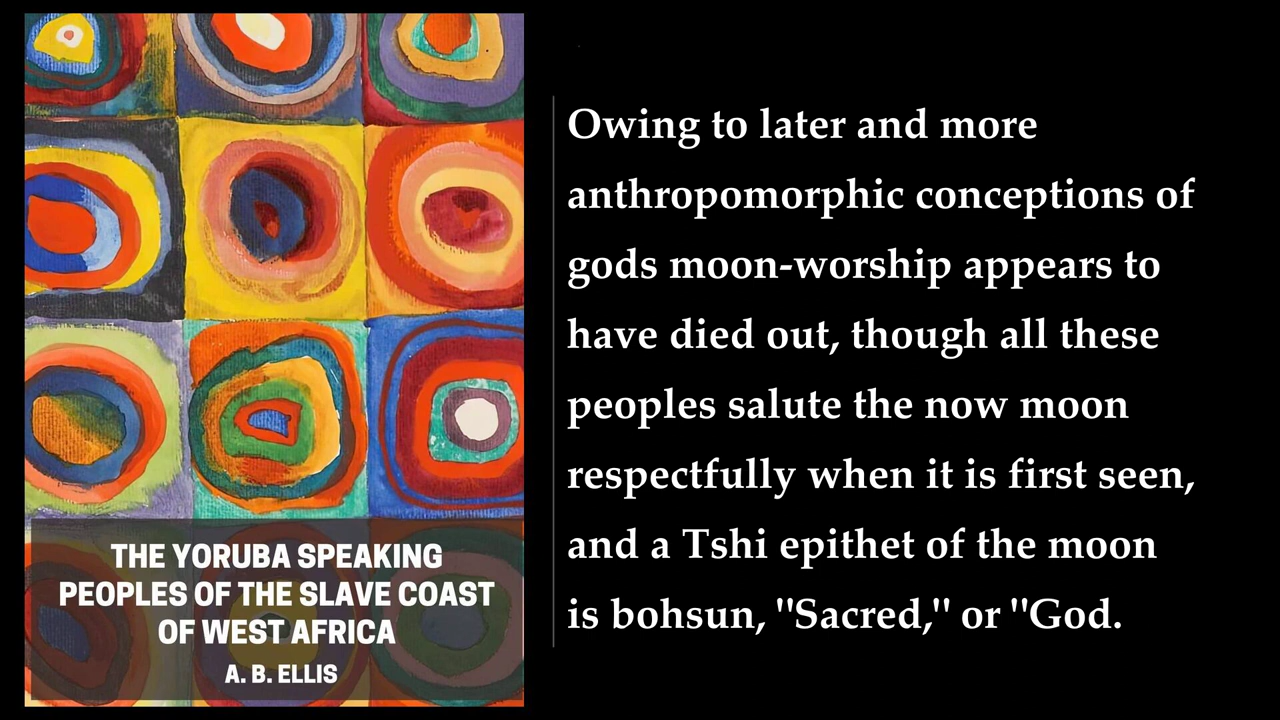 THE YORUBA SPEAKING
PEOPLES OF THE SLAVE COAST
OF WEST AFRICA
A. B. ELLIS
Owing to later and more
anthropomorphic conceptions of
gods moon-worship appears to
have died out, though all these
peoples salute the now moon
respectfully when it is first seen,
and a Tshi epithet of the moon
is bohsun, "Sacred," or "God.